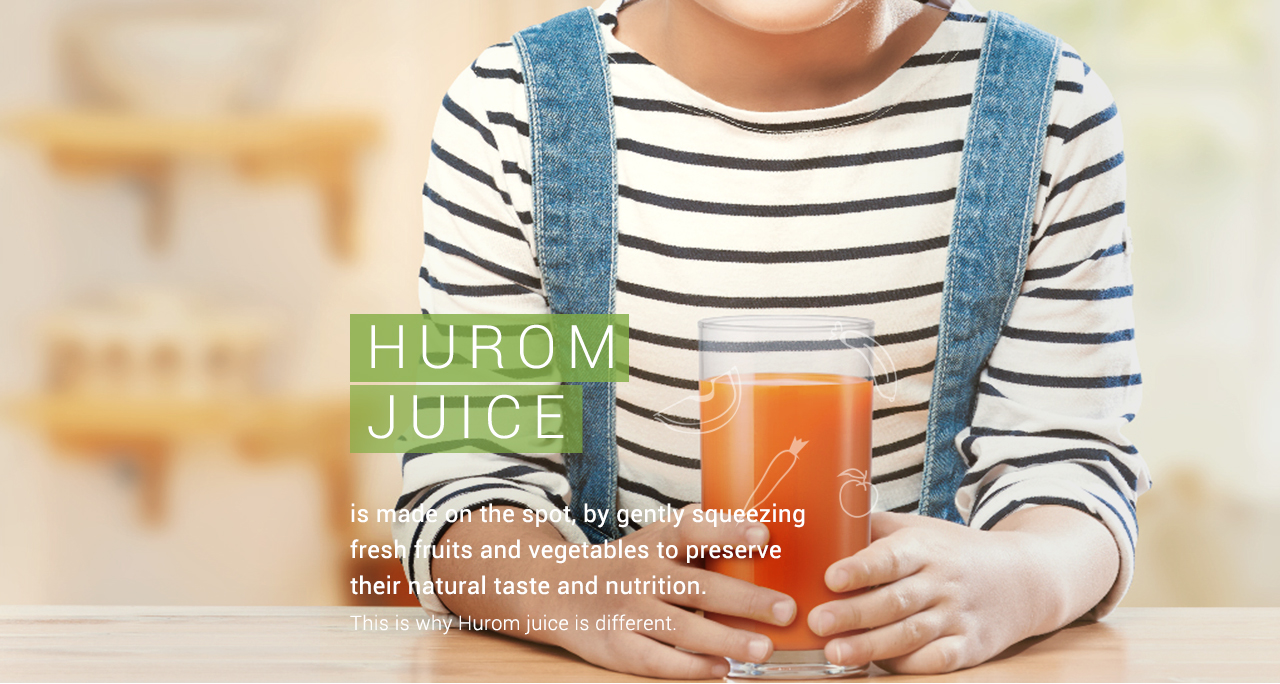 HUROM
JUICE
is made on the spot, by gently squeezing
fresh fruits and vegetables to preserve
their natural taste and nutrition.
This is why Hurom juice is different.